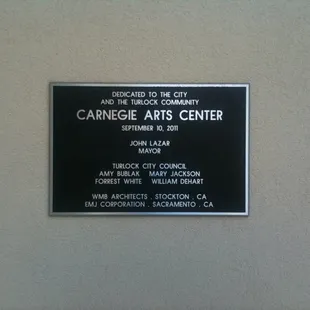 DEDICATED TO THE CITY
AND THE TURLOCK COMMUNITY
CARNEGIE ARTS CENTER
SEPTEMBER 10, 2011
JOHN LAZAR
MAYOR
TURLOCK CITY COUNCIL
AMY BUBLAK MARY JACKSON
FORREST WHITE WILLIAM DEHART
WMB ARCHITECTS . STOCKTON . CA
EMJ CORPORATION . SACRAMENTO . CA